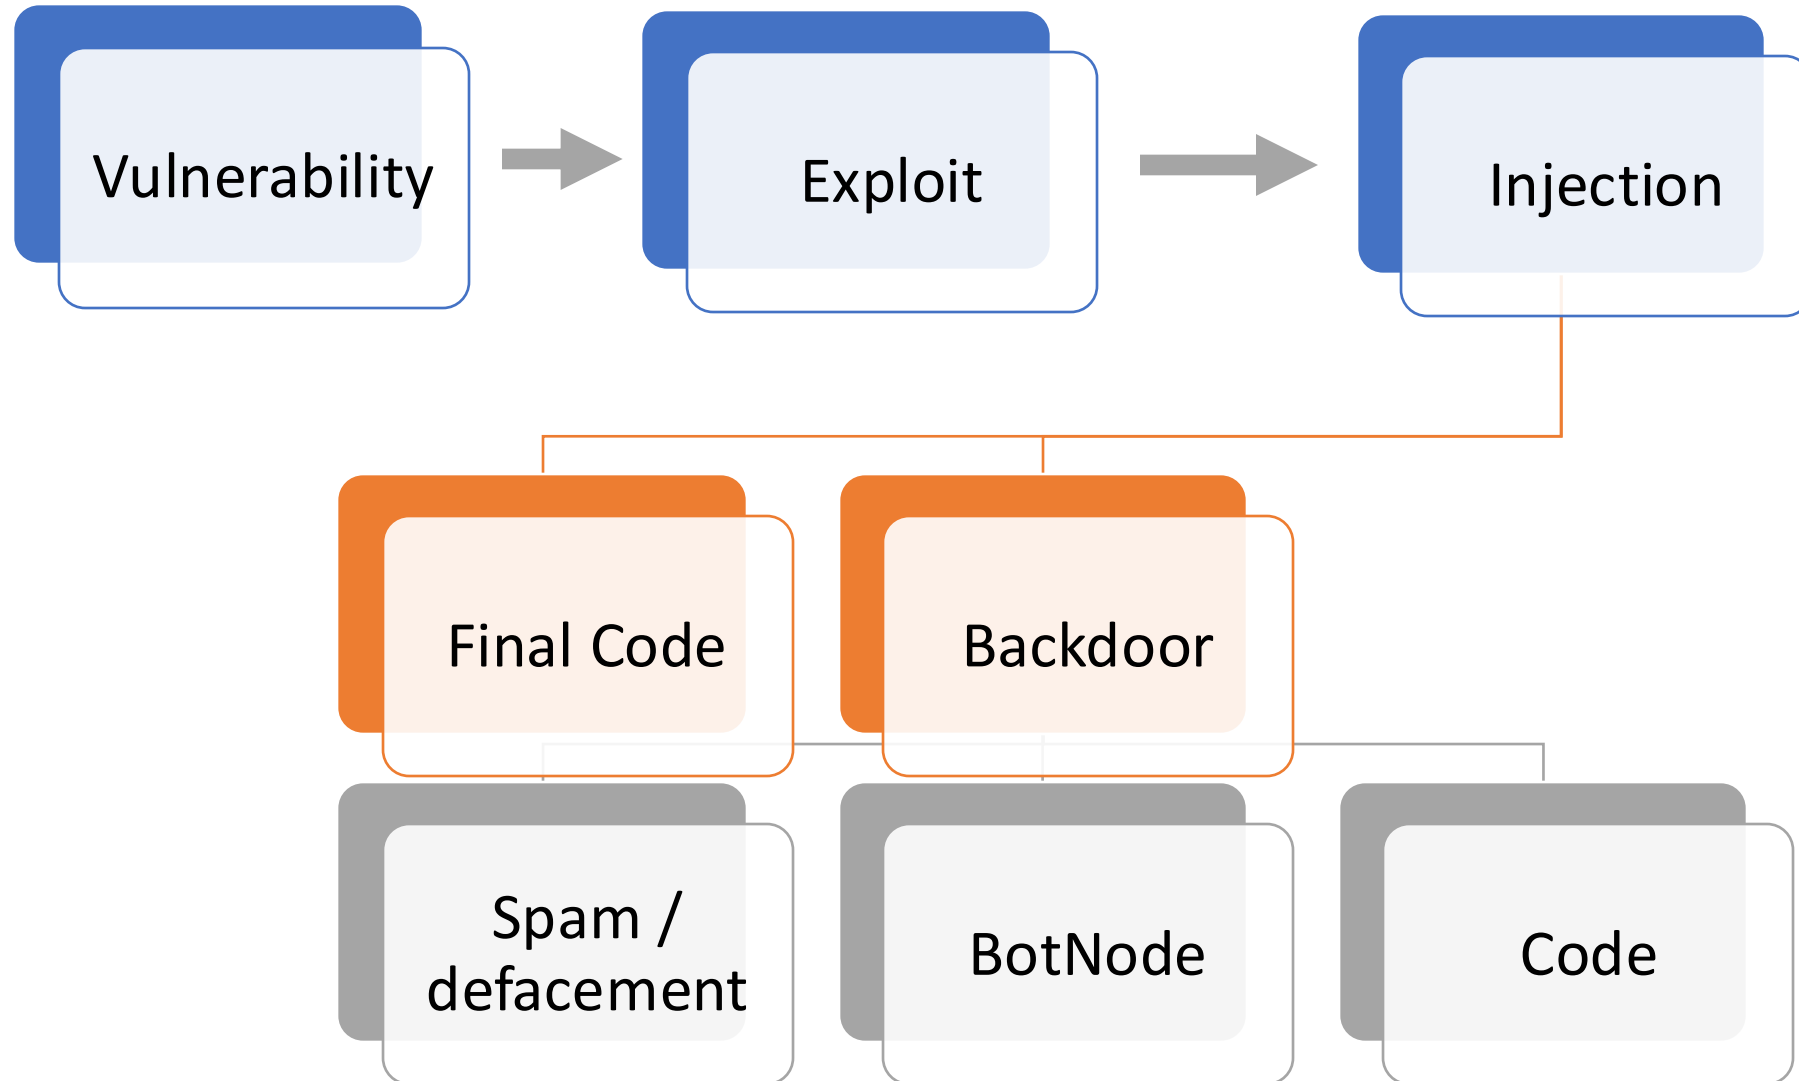 Vulnerability
Exploit
Injection
Final Code
Backdoor
Spam /
defacement
BotNode
Code